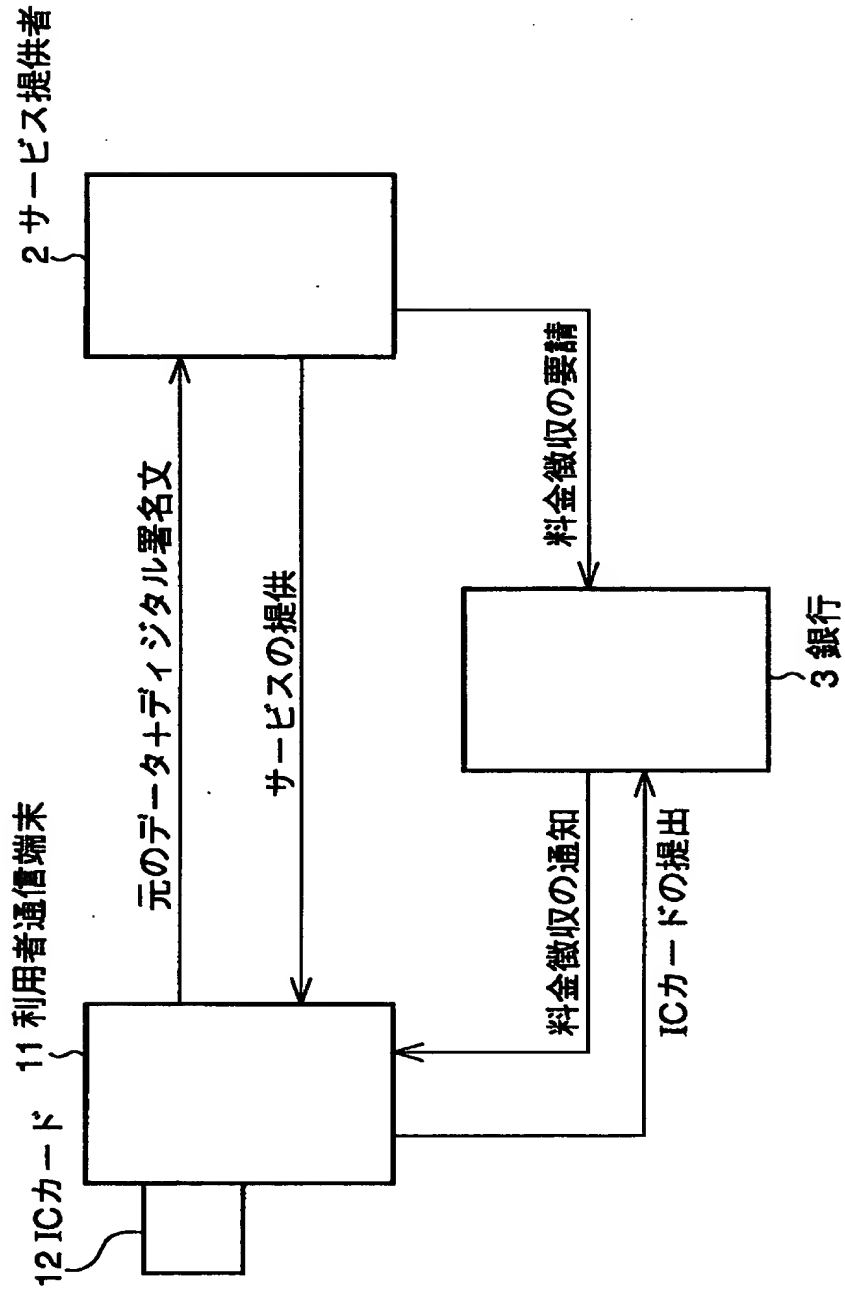 12 ICカード
11 利用者通信端末
2 サービス提供者
元のデータ+ディジタル署名文
サービスの提供
料金徴収の通知
料金徴収の要請
ICカードの提出
3 銀行